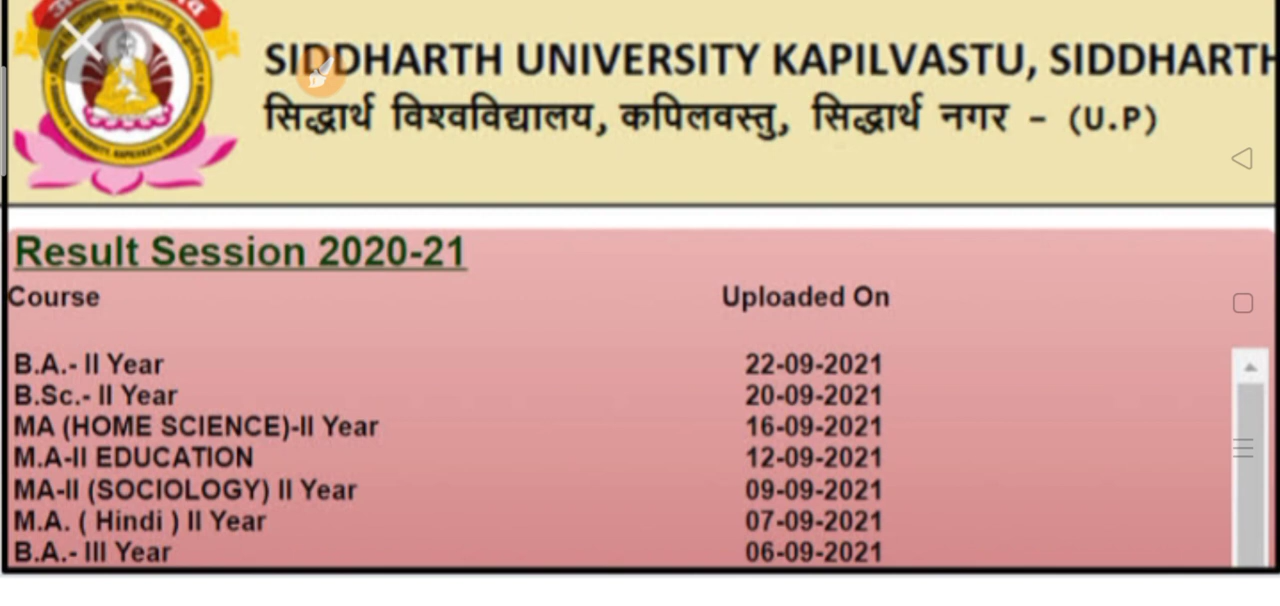 SIDDHARTH UNIVERSITY KAPILVASTU, SIDDHARTH
सिद्धार्थ विश्वविद्यालय, कपिलवस्तु, सिद्धार्थ नगर - (U.P)
Result Session 2020-21
Course Uploaded On
B.A.- II Year 22-09-2021
B.Sc.- II Year 20-09-2021
MA (HOME SCIENCE)-II Year 16-09-2021
M.A-II EDUCATION 12-09-2021
MA-II (SOCIOLOGY) II Year 09-09-2021
M.A. ( Hindi ) II Year 07-09-2021
B.A.- III Year 06-09-2021